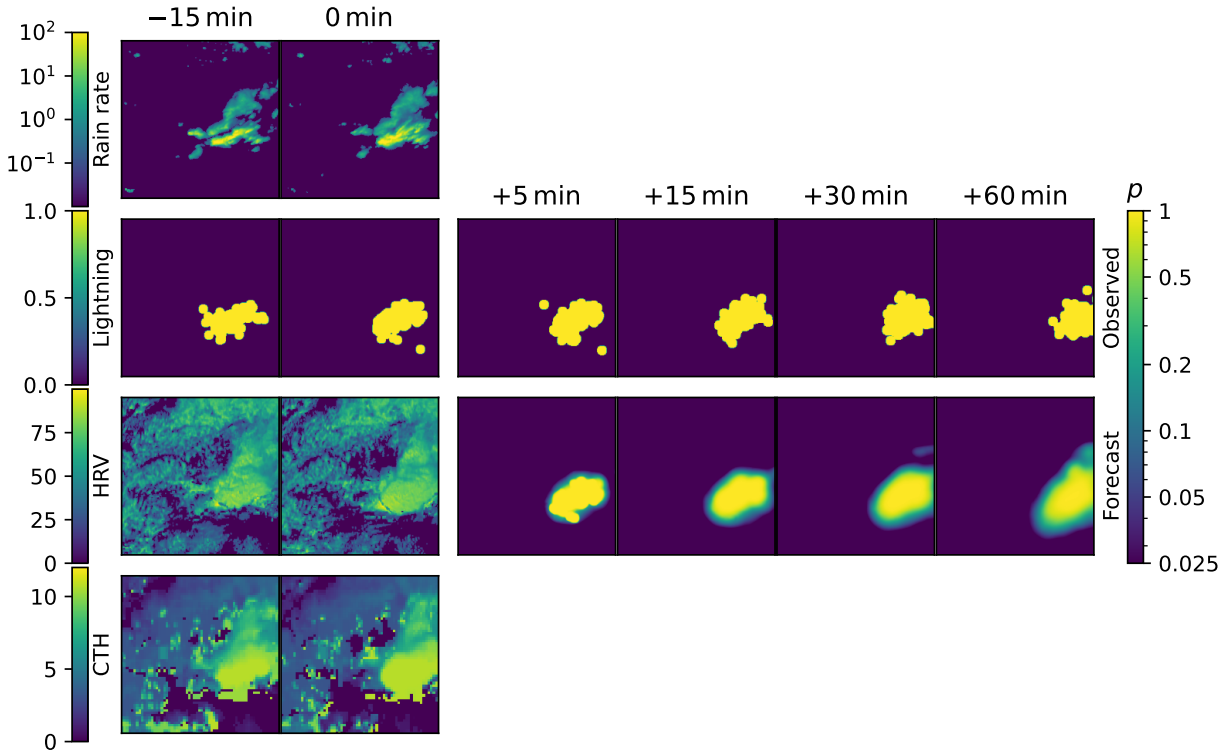 −15 min 0 min
10²
10¹
10⁰
10⁻¹
Rain rate
+5 min +15 min +30 min +60 min p
1.0
0.5
0.0
Lightning
Observed
1
0.5
0.2
0.1
0.05
0.025
75
50
25
0
HRV
Forecast
10
5
0
CTH